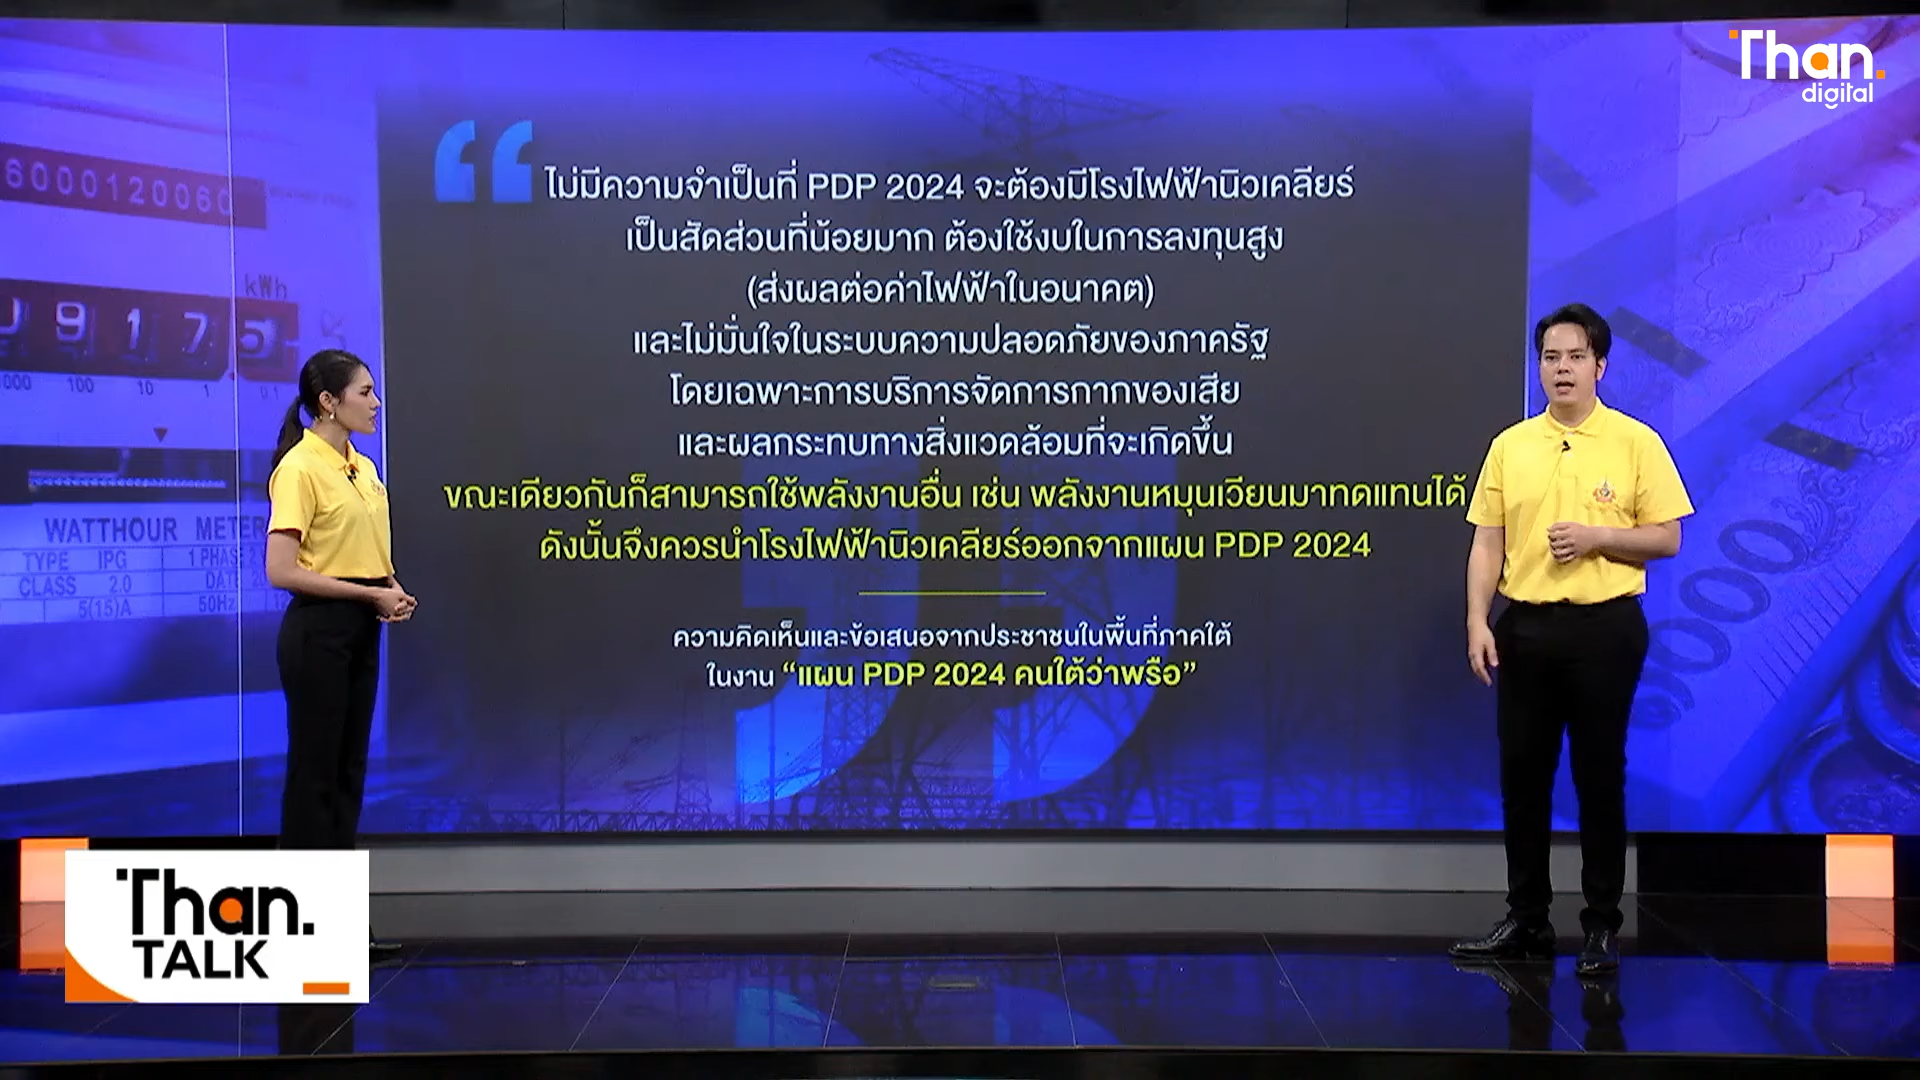 Than.
digital
ไม่มีความจำเป็นที่ PDP 2024 จะต้องมีโรงไฟฟ้านิวเคลียร์
เป็นสัดส่วนที่น้อยมาก ต้องใช้งบในการลงทุนสูง
(ส่งผลต่อค่าไฟฟ้าในอนาคต)
และไม่มั่นใจในระบบความปลอดภัยของภาครัฐ
โดยเฉพาะการบริการจัดการกากของเสีย
และผลกระทบทางสิ่งแวดล้อมที่จะเกิดขึ้น
ขณะเดียวกันก็สามารถใช้พลังงานอื่น เช่น พลังงานหมุนเวียนมาทดแทนได้
ดังนั้นจึงควรนำโรงไฟฟ้านิวเคลียร์ออกจากแผน PDP 2024
ความคิดเห็นและข้อเสนอจากประชาชนในพื้นที่ภาคใต้
ในงาน “แผน PDP 2024 คนใต้ว่าพรือ”
6000120060
kWh
9175
100 10 1 0.1
WATTHOUR METER
TYPE IPG 1 PHASE 2
CLASS 2.0
5(15)A 50Hz
Than.
TALK